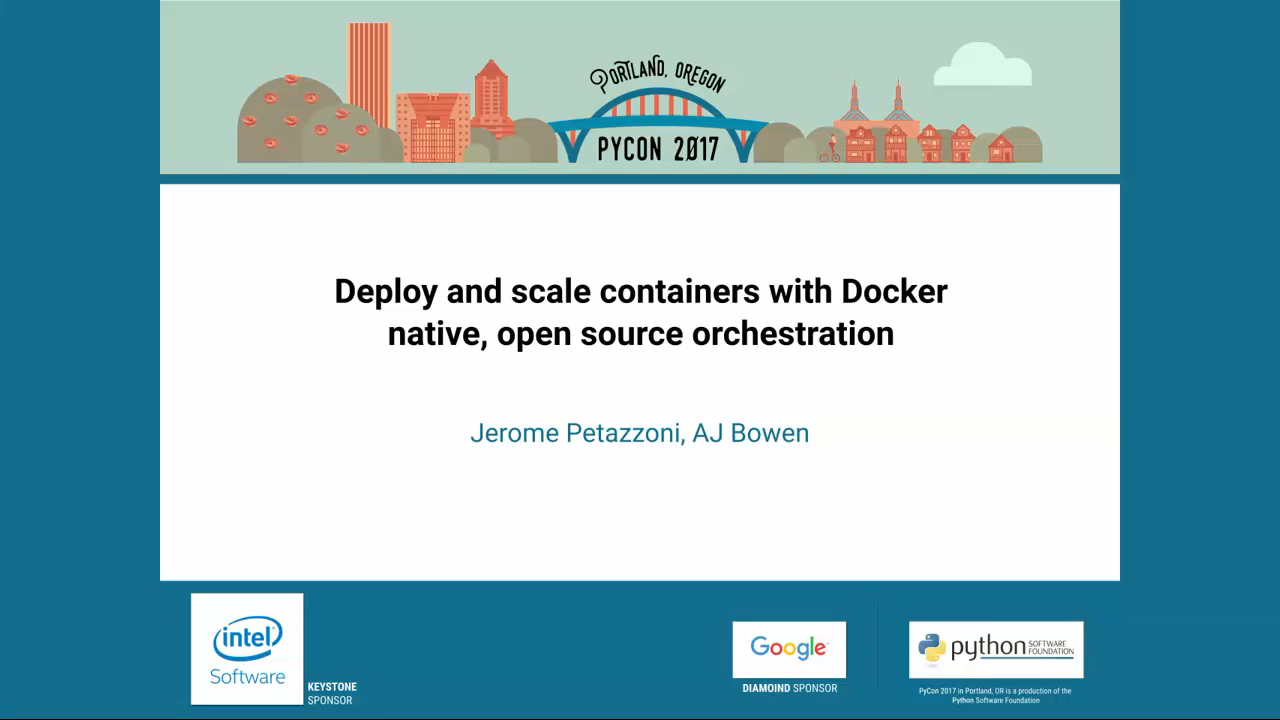 PORTLAND, OREGON
PYCON 2017
Deploy and scale containers with Docker
native, open source orchestration
Jerome Petazzoni, AJ Bowen
intel
Software
KEYSTONE
SPONSOR
Google
DIAMOIND SPONSOR
python SOFTWARE
FOUNDATION
PyCon 2017 in Portland, OR is a production of the
Python Software Foundation